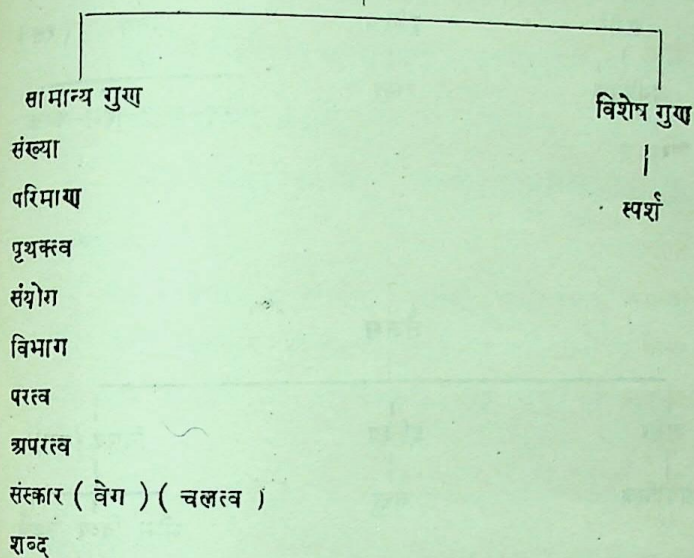 सामान्य गुण
विशेष गुण
संख्या
परिमाण
स्पर्श
पृथक्त्व
संयोग
विभाग
परत्व
अपरत्व
संस्कार ( वेग ) ( चलत्व )
शब्द